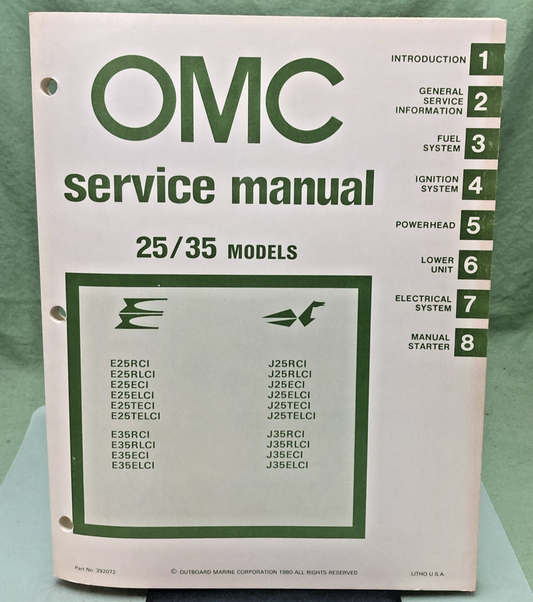 OMC
service manual
25/35 MODELS
E25RCI
E25RLCI
E25ECI
E25ELCI
E25TECI
E25TELCI
E35RCI
E35RLCI
E35ECI
E35ELCI
J25RCI
J25RLCI
J25ECI
J25ELCI
J25TECI
J25TELCI
J35RCI
J35RLCI
J35ECI
J35ELCI
INTRODUCTION 1
GENERAL
SERVICE
INFORMATION 2
FUEL
SYSTEM 3
IGNITION
SYSTEM 4
POWERHEAD 5
LOWER
UNIT 6
ELECTRICAL
SYSTEM 7
MANUAL
STARTER 8
Part No. 392072
© OUTBOARD MARINE CORPORATION 1980 ALL RIGHTS RESERVED
LITHO U.S.A.